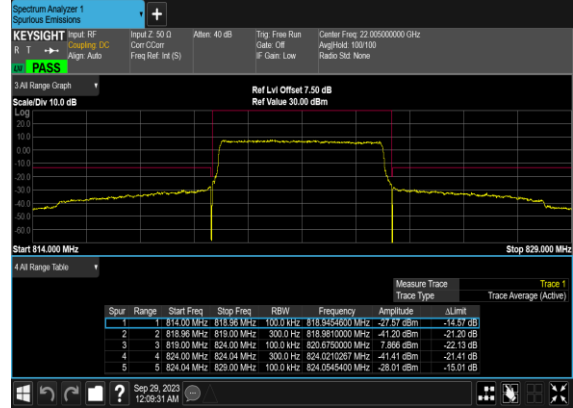 Spectrum Analyzer 1
Spurious Emissions
+
KEYSIGHT Input: RF Input Z: 50 Ω Atten: 40 dB Trig: Free Run Center Freq: 22.005000000 GHz
R T Coupling: DC Corr CCorr Gate: Off Avg|Hold: 100/100
Align: Auto Freq Ref: Int (S) IF Gain: Low Radio Std: None
LW PASS
3 All Range Graph
Ref Lvl Offset 7.50 dB
Scale/Div 10.0 dB Ref Value 30.00 dBm
Log
20.0
10.0
0.00
-10.0
-20.0
-30.0
-40.0
-50.0
-60.0
Start 814.000 MHz Stop 829.000 MHz
4 All Range Table
Measure Trace Trace 1
Trace Type Trace Average (Active)
Spur Range Start Freq Stop Freq RBW Frequency Amplitude ΔLimit
1 1 814.00 MHz 818.96 MHz 100.0 kHz 818.9454600 MHz -27.57 dBm -14.57 dB
2 2 818.96 MHz 819.00 MHz 300.0 Hz 818.9810000 MHz -41.20 dBm -21.20 dB
3 3 819.00 MHz 824.00 MHz 100.0 kHz 820.6750000 MHz 7.866 dBm -22.13 dB
4 4 824.00 MHz 824.04 MHz 300.0 Hz 824.0210267 MHz -41.41 dBm -21.41 dB
5 5 824.04 MHz 829.00 MHz 100.0 kHz 824.0545400 MHz -28.01 dBm -15.01 dB
? Sep 29, 2023
12:09:31 AM